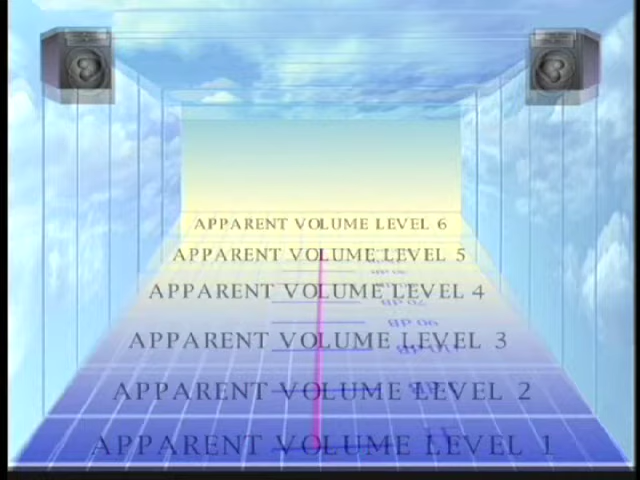 APPARENT VOLUME LEVEL 6
APPARENT VOLUME LEVEL 5
APPARENT VOLUME LEVEL 4
APPARENT VOLUME LEVEL 3
APPARENT VOLUME LEVEL 2
APPARENT VOLUME LEVEL 1